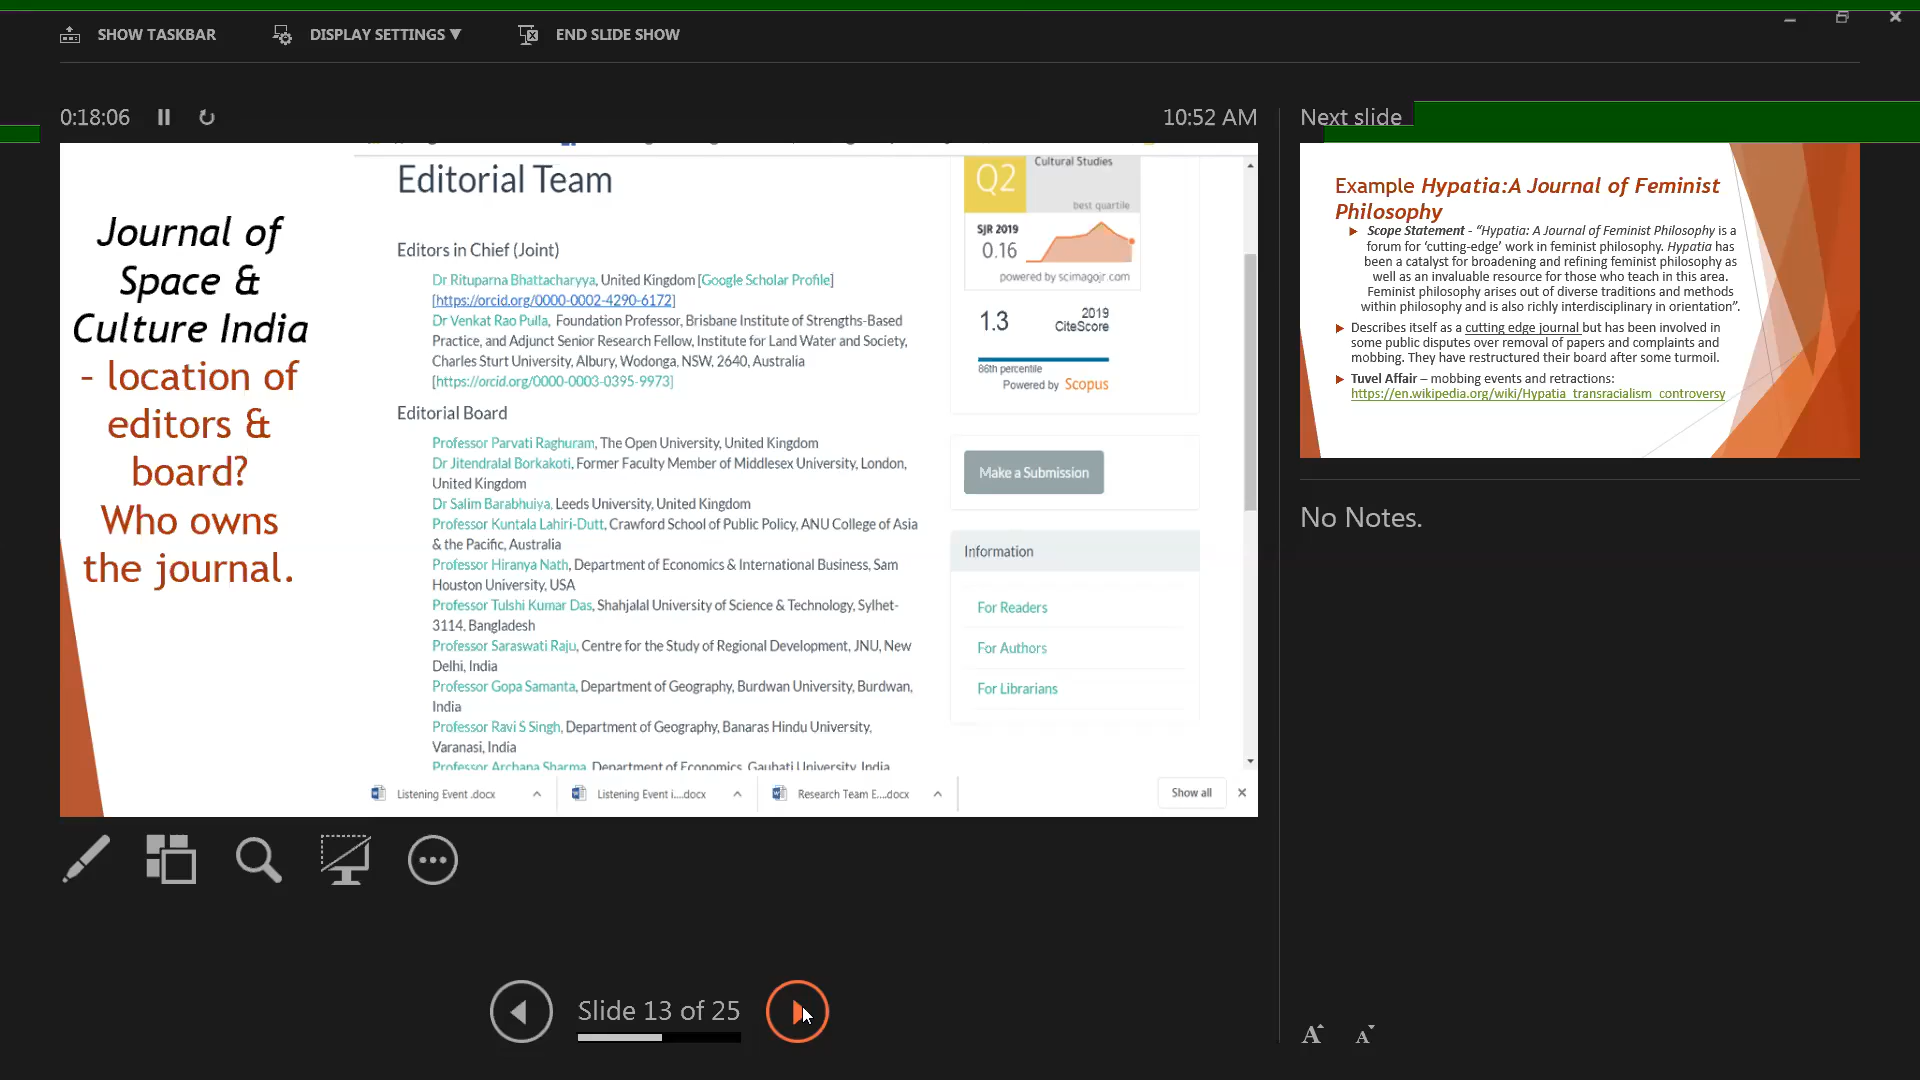 SHOW TASKBAR
DISPLAY SETTINGS ▼
END SLIDE SHOW
0:18:06
10:52 AM
Next slide
Journal of
Space &
Culture India
- location of
editors &
board?
Who owns
the journal.
Editorial Team
Editors in Chief (Joint)
Dr Rituparna Bhattacharyya, United Kingdom [Google Scholar Profile]
[https://orcid.org/0000-0002-4290-6172]
Dr Venkat Rao Pulla, Foundation Professor, Brisbane Institute of Strengths-Based
Practice, and Adjunct Senior Research Fellow, Institute for Land Water and Society,
Charles Sturt University, Albury, Wodonga, NSW, 2640, Australia
[https://orcid.org/0000-0003-0395-9973]
Editorial Board
Professor Parvati Raghuram, The Open University, United Kingdom
Dr Jitendralal Borkakoti, Former Faculty Member of Middlesex University, London,
United Kingdom
Dr Salim Barabhuiya, Leeds University, United Kingdom
Professor Kuntala Lahiri-Dutt, Crawford School of Public Policy, ANU College of Asia
& the Pacific, Australia
Professor Hiranya Nath, Department of Economics & International Business, Sam
Houston University, USA
Professor Tulshi Kumar Das, Shahjalal University of Science & Technology, Sylhet-
3114, Bangladesh
Professor Saraswati Raju, Centre for the Study of Regional Development, JNU, New
Delhi, India
Professor Gopa Samanta, Department of Geography, Burdwan University, Burdwan,
India
Professor Ravi S Singh, Department of Geography, Banaras Hindu University,
Varanasi, India
Professor Archana Sharma, Department of Economics, Gauhati University, India
Q2
Cultural Studies
best quartile
SJR 2019
0.16
powered by scimagojr.com
1.3
2019
CiteScore
86th percentile
Powered by Scopus
Make a Submission
Information
For Readers
For Authors
For Librarians
Listening Event .docx
Listening Event i....docx
Research Team E....docx
Show all
Example Hypatia:A Journal of Feminist
Philosophy
Scope Statement - “Hypatia: A Journal of Feminist Philosophy is a
forum for ‘cutting-edge’ work in feminist philosophy. Hypatia has
been a catalyst for broadening and refining feminist philosophy as
well as an invaluable resource for those who teach in this area.
Feminist philosophy arises out of diverse traditions and methods
within philosophy and is also richly interdisciplinary in orientation”.
Describes itself as a cutting edge journal but has been involved in
some public disputes over removal of papers and complaints and
mobbing. They have restructured their board after some turmoil.
Tuvel Affair – mobbing events and retractions:
https://en.wikipedia.org/wiki/Hypatia_transracialism_controversy
No Notes.
Slide 13 of 25
A A